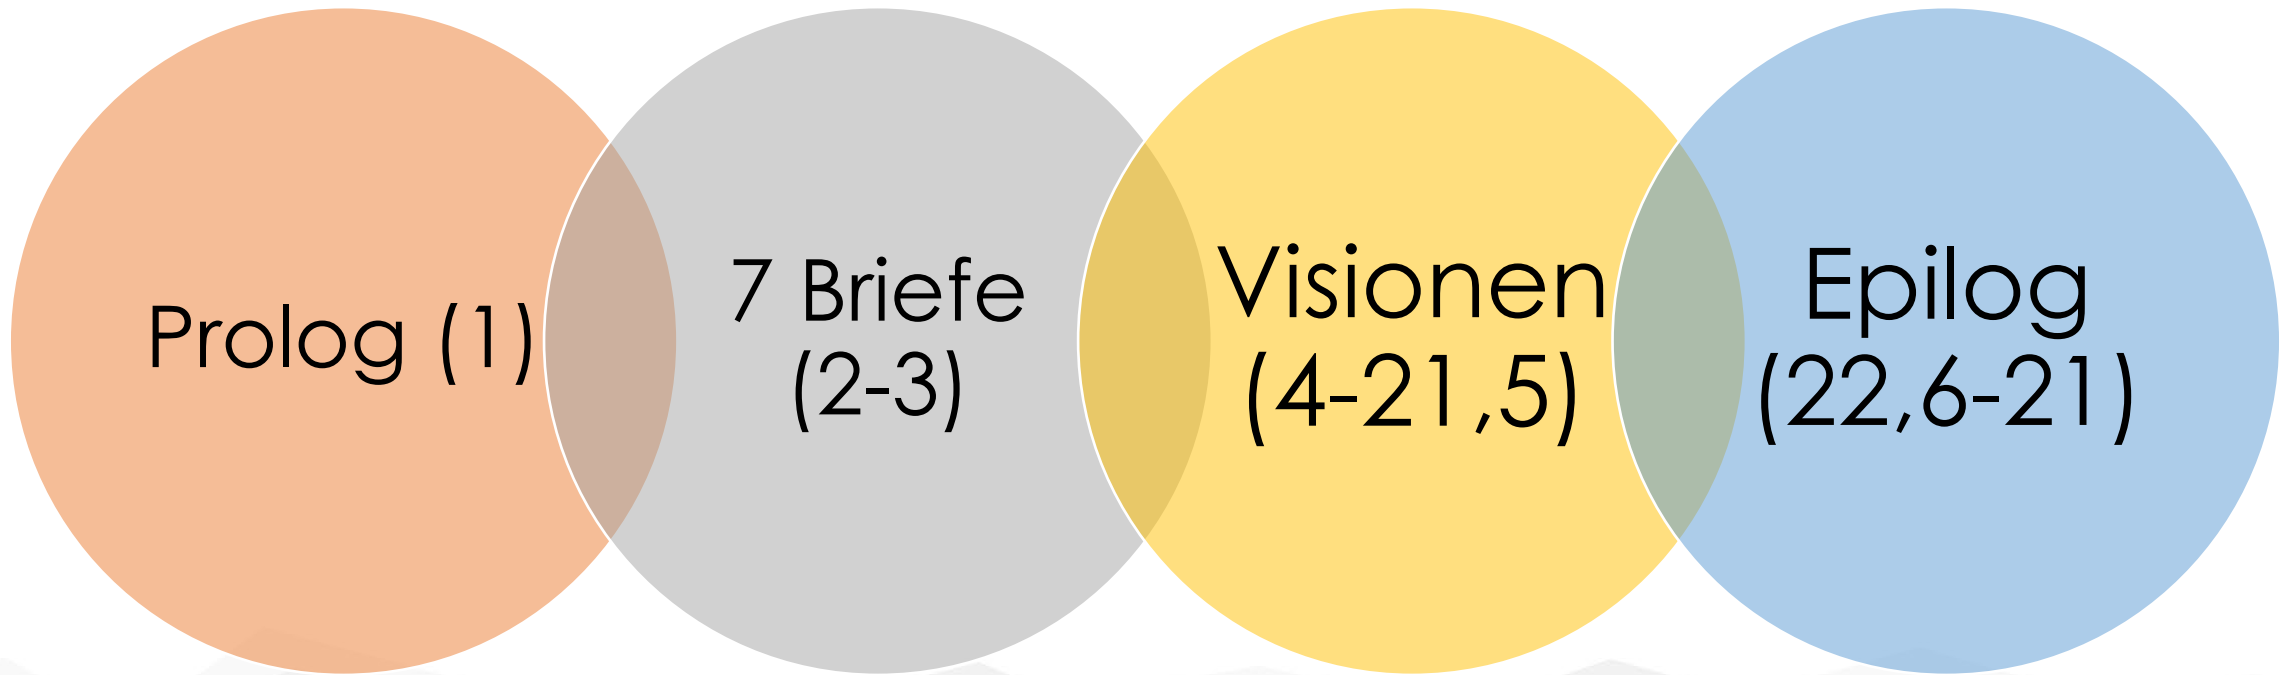 Prolog (1)
7 Briefe
(2-3)
Visionen
(4-21,5)
Epilog
(22,6-21)